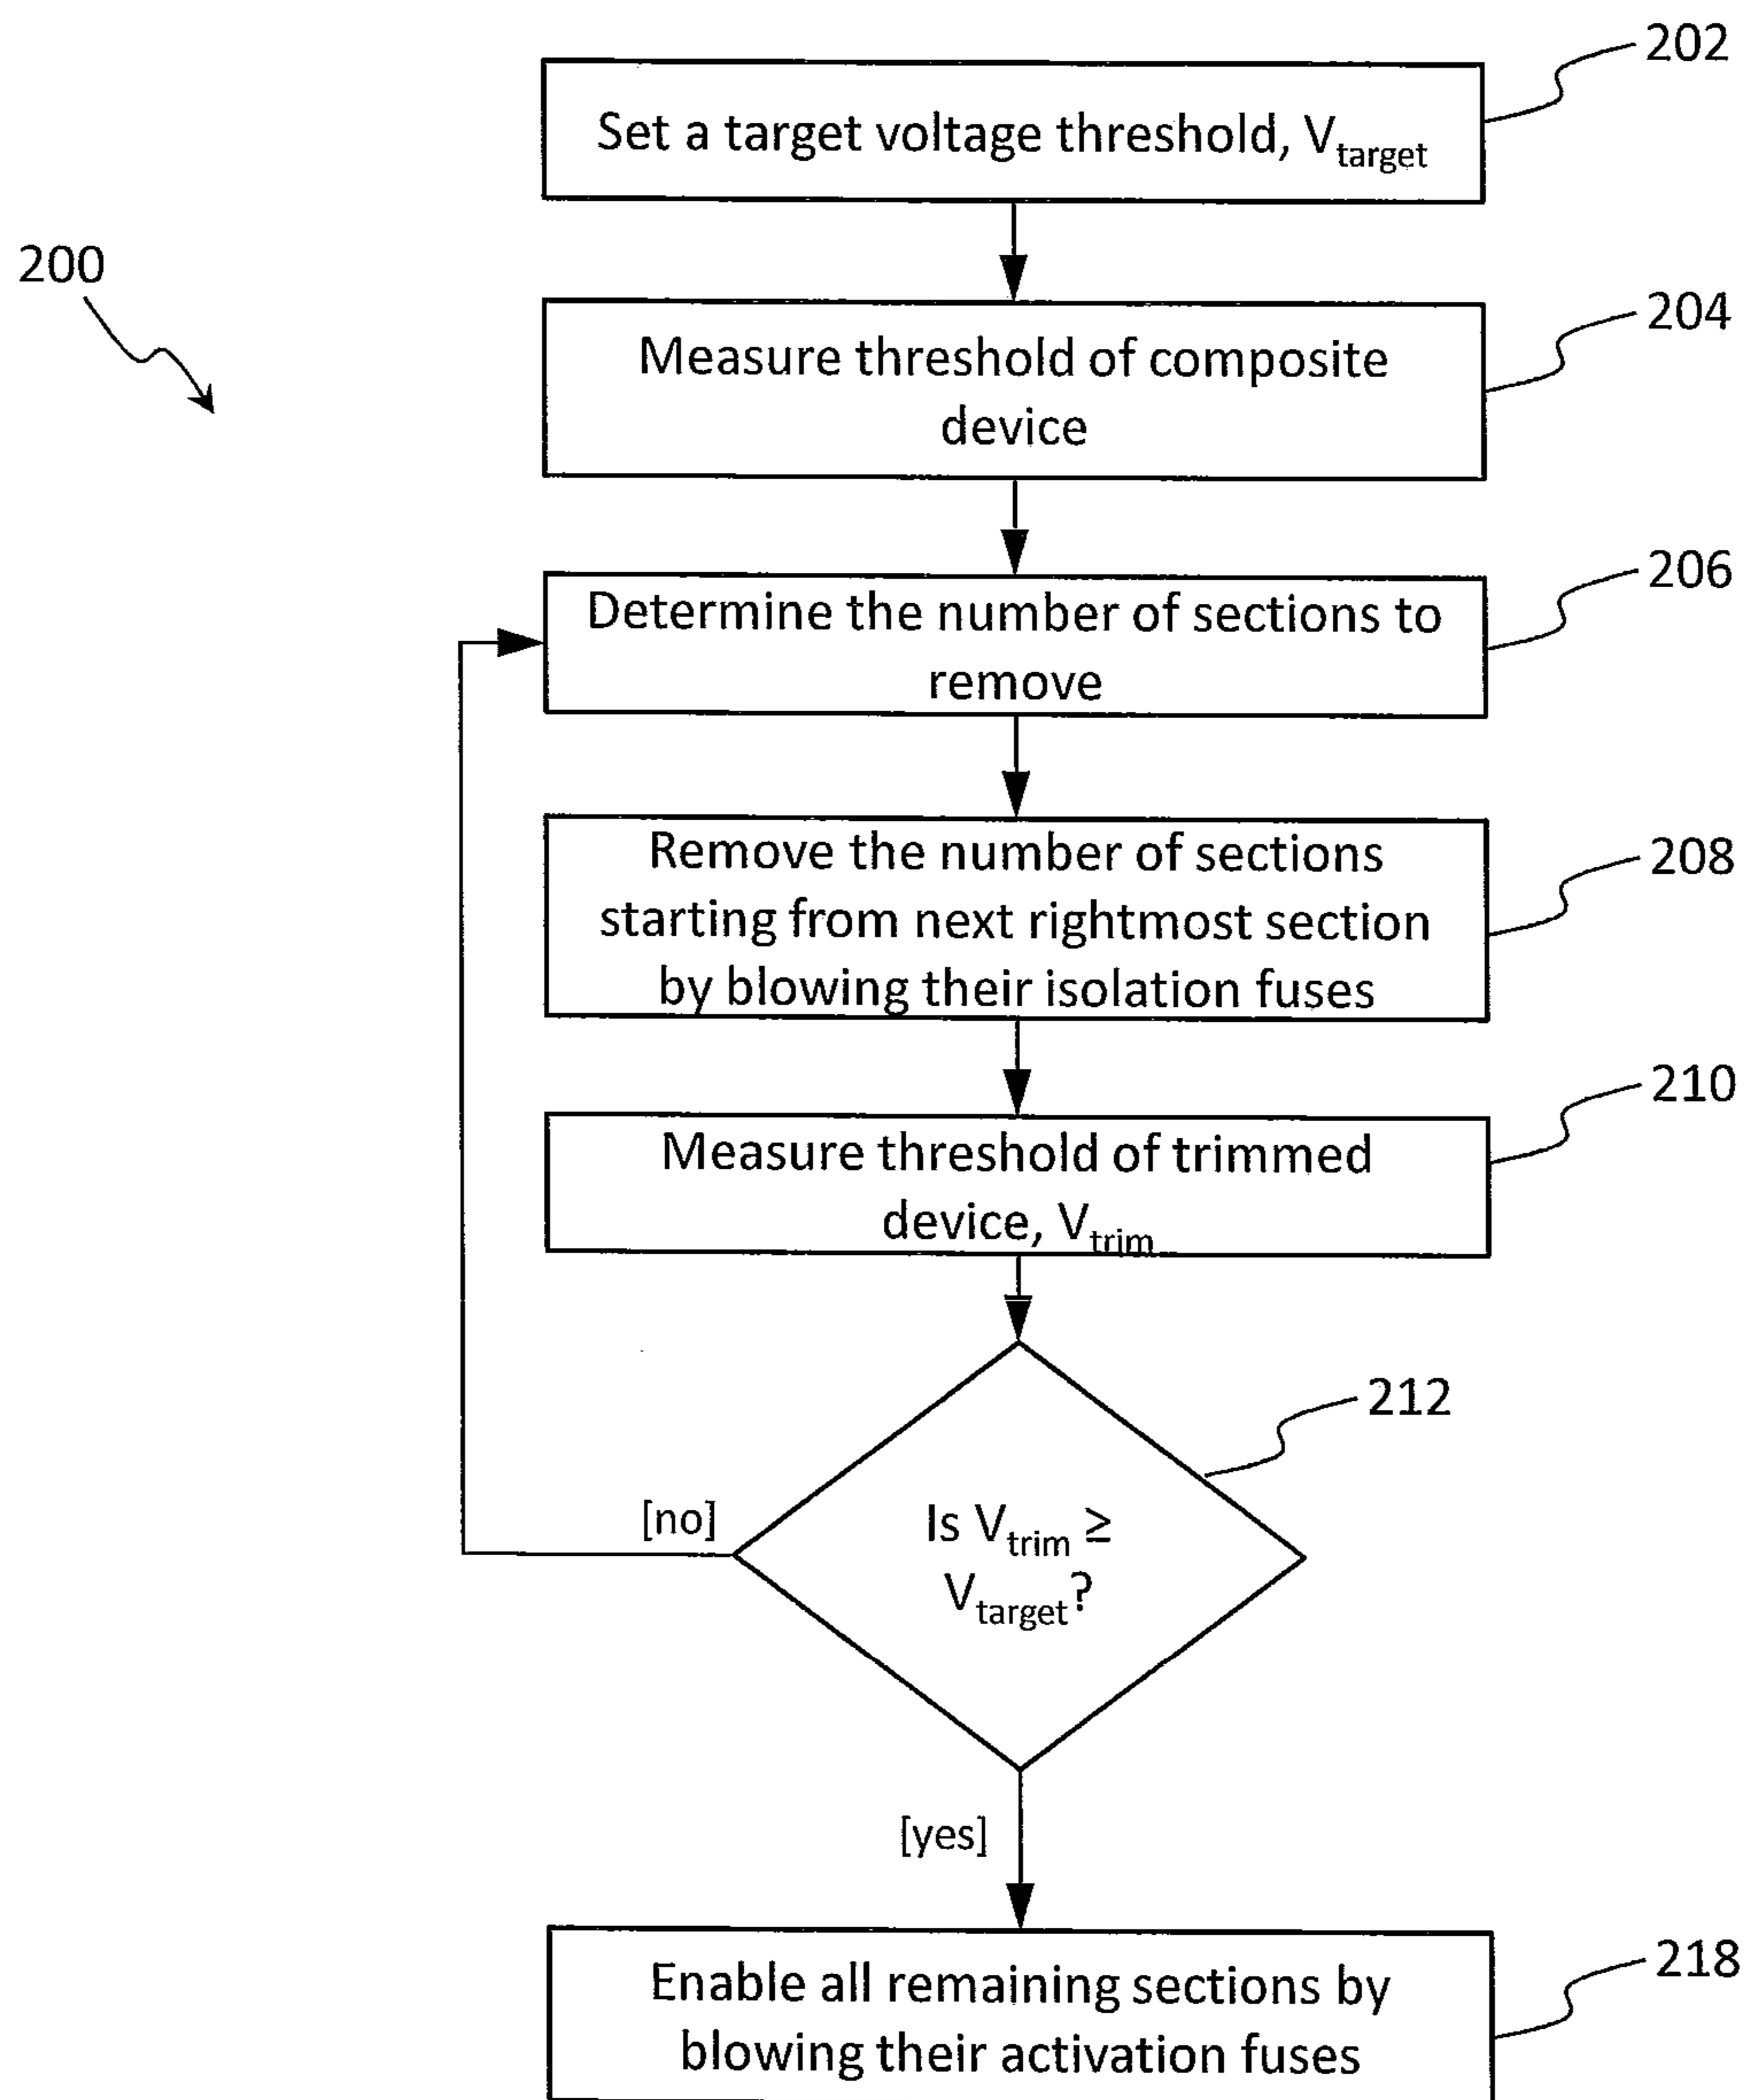 202
Set a target voltage threshold, Vtarget
200
204
Measure threshold of composite
device
206
Determine the number of sections to
remove
208
Remove the number of sections
starting from next rightmost section
by blowing their isolation fuses
210
Measure threshold of trimmed
device, Vtrim
212
[no]
Is Vtrim ≥
Vtarget?
[yes]
218
Enable all remaining sections by
blowing their activation fuses